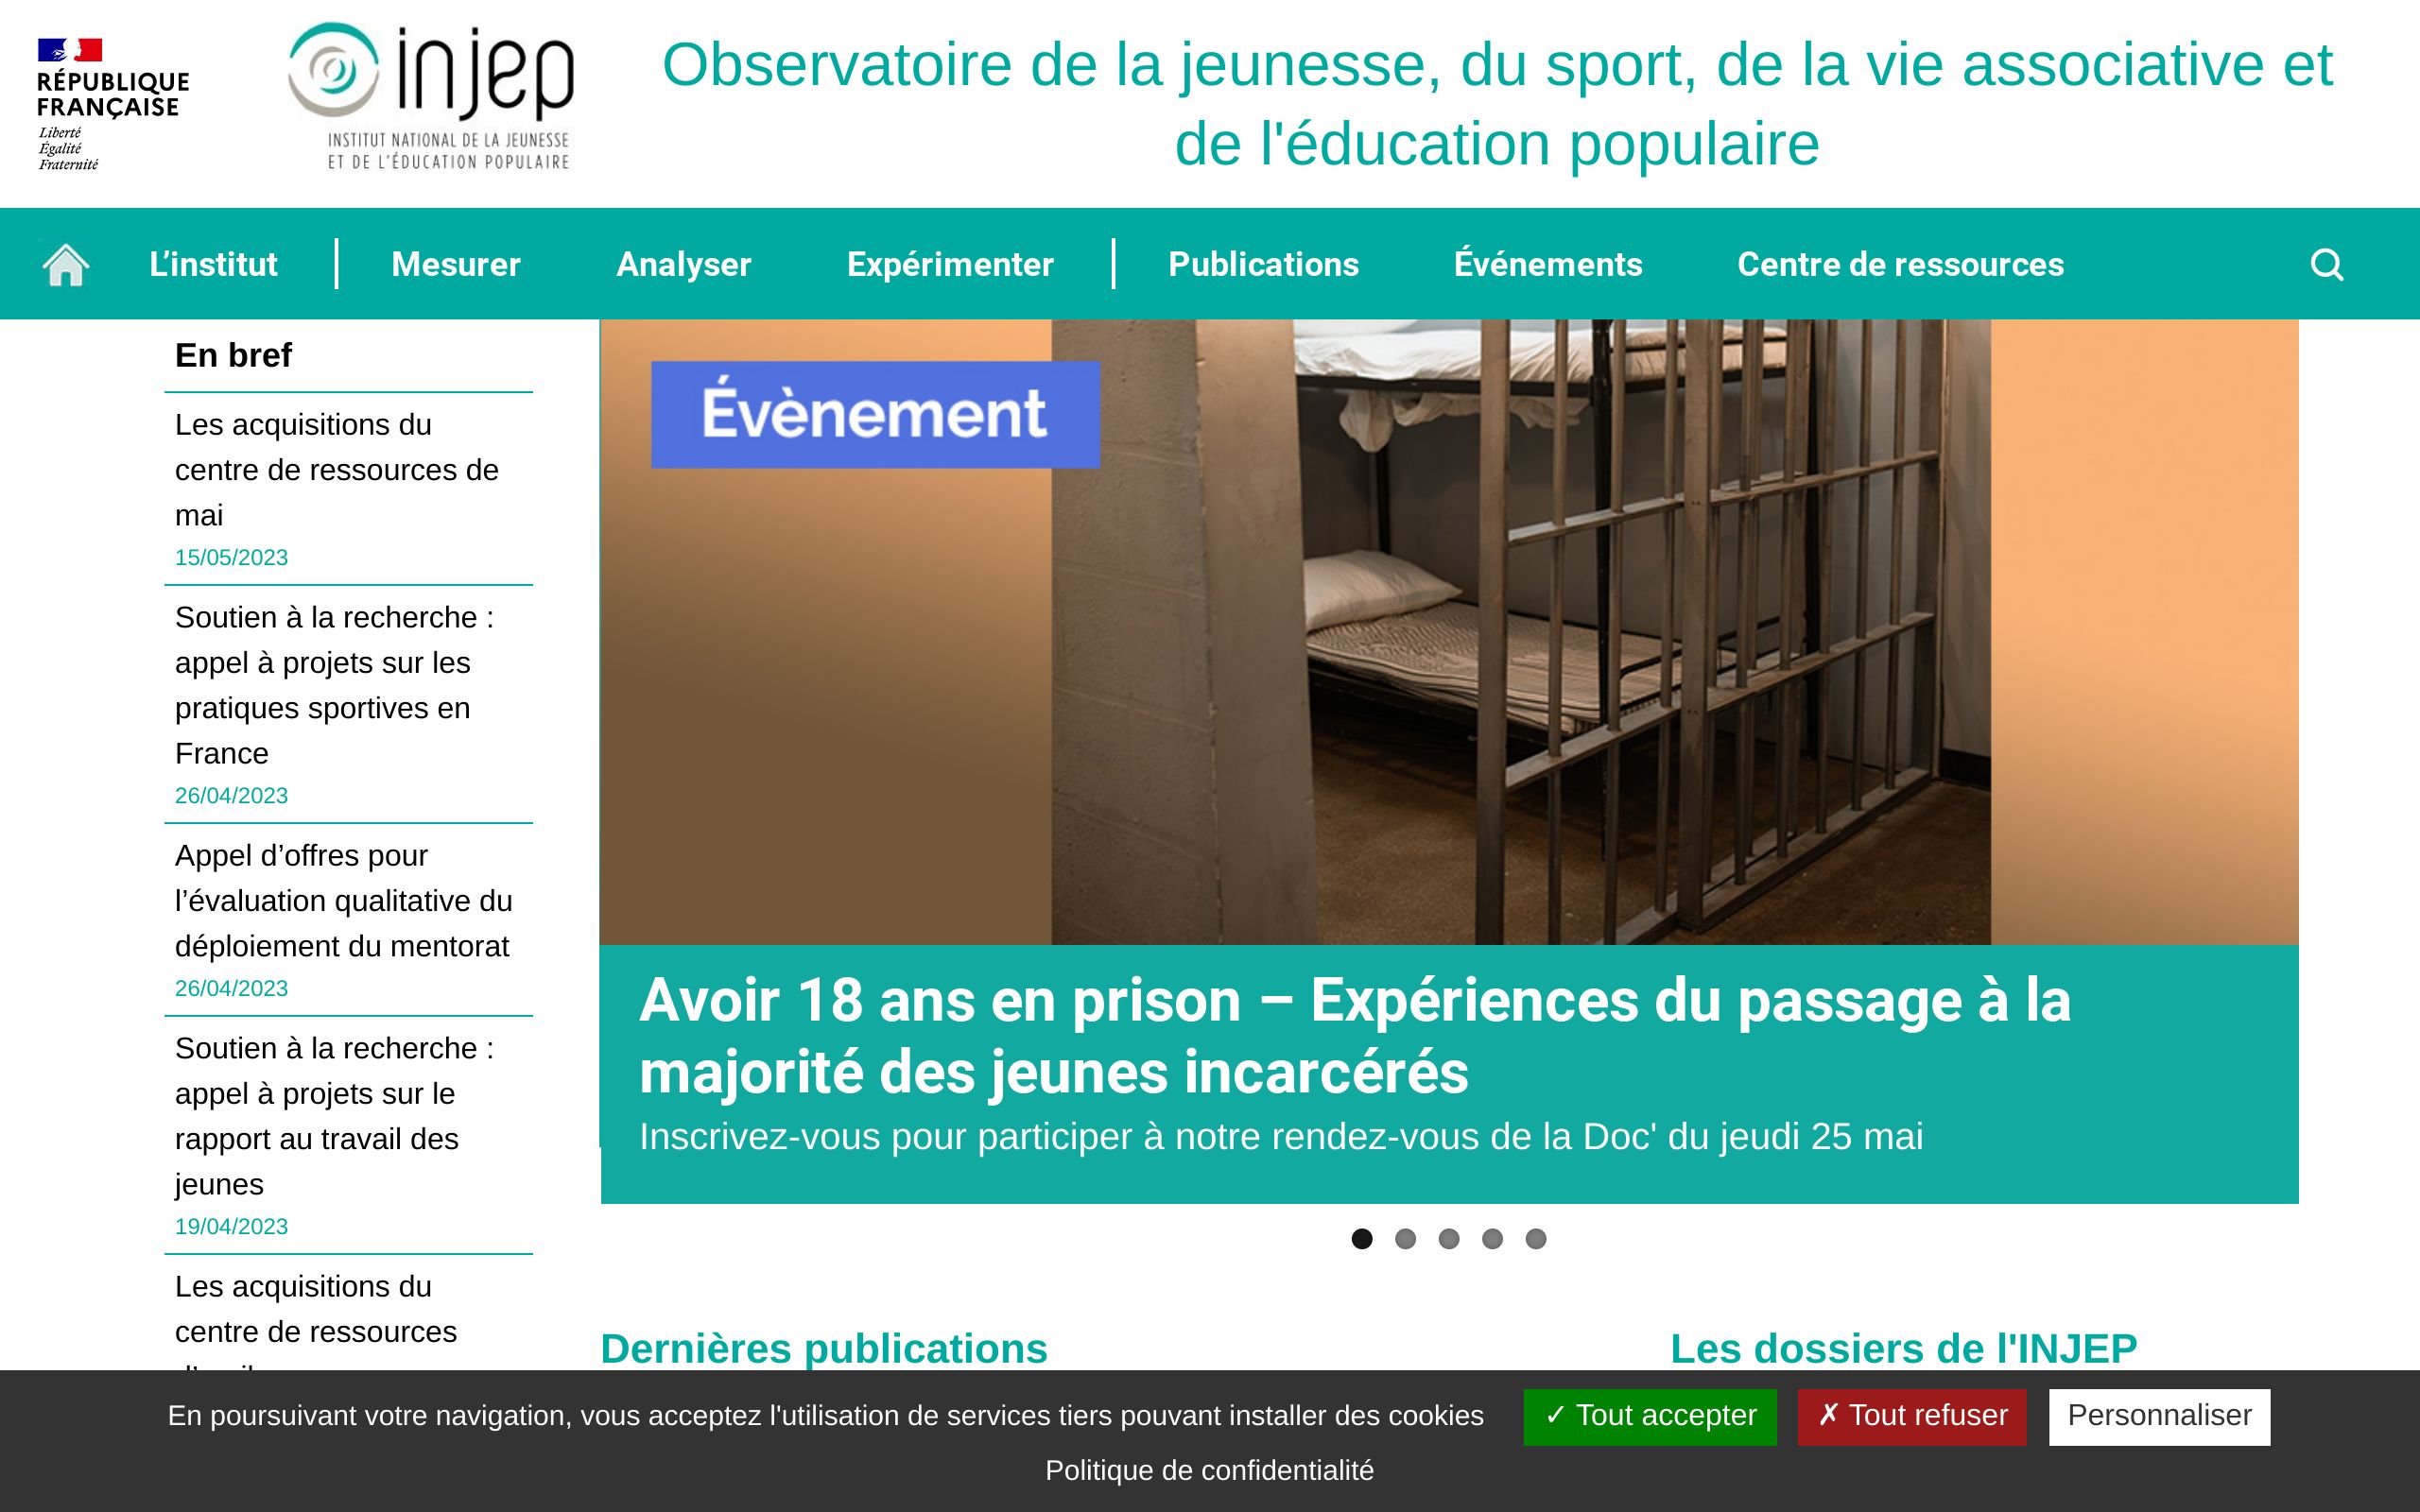 RÉPUBLIQUE
FRANÇAISE
Liberté
Égalité
Fraternité
injep
INSTITUT NATIONAL DE LA JEUNESSE
ET DE L'ÉDUCATION POPULAIRE
Observatoire de la jeunesse, du sport, de la vie associative et
de l'éducation populaire
L’institut
Mesurer
Analyser
Expérimenter
Publications
Événements
Centre de ressources
En bref
Les acquisitions du
centre de ressources de
mai
15/05/2023
Soutien à la recherche :
appel à projets sur les
pratiques sportives en
France
26/04/2023
Appel d’offres pour
l’évaluation qualitative du
déploiement du mentorat
26/04/2023
Soutien à la recherche :
appel à projets sur le
rapport au travail des
jeunes
19/04/2023
Les acquisitions du
centre de ressources
Évènement
Avoir 18 ans en prison – Expériences du passage à la
majorité des jeunes incarcérés
Inscrivez-vous pour participer à notre rendez-vous de la Doc' du jeudi 25 mai
Dernières publications
Les dossiers de l'INJEP
En poursuivant votre navigation, vous acceptez l'utilisation de services tiers pouvant installer des cookies
✓ Tout accepter
✗ Tout refuser
Personnaliser
Politique de confidentialité